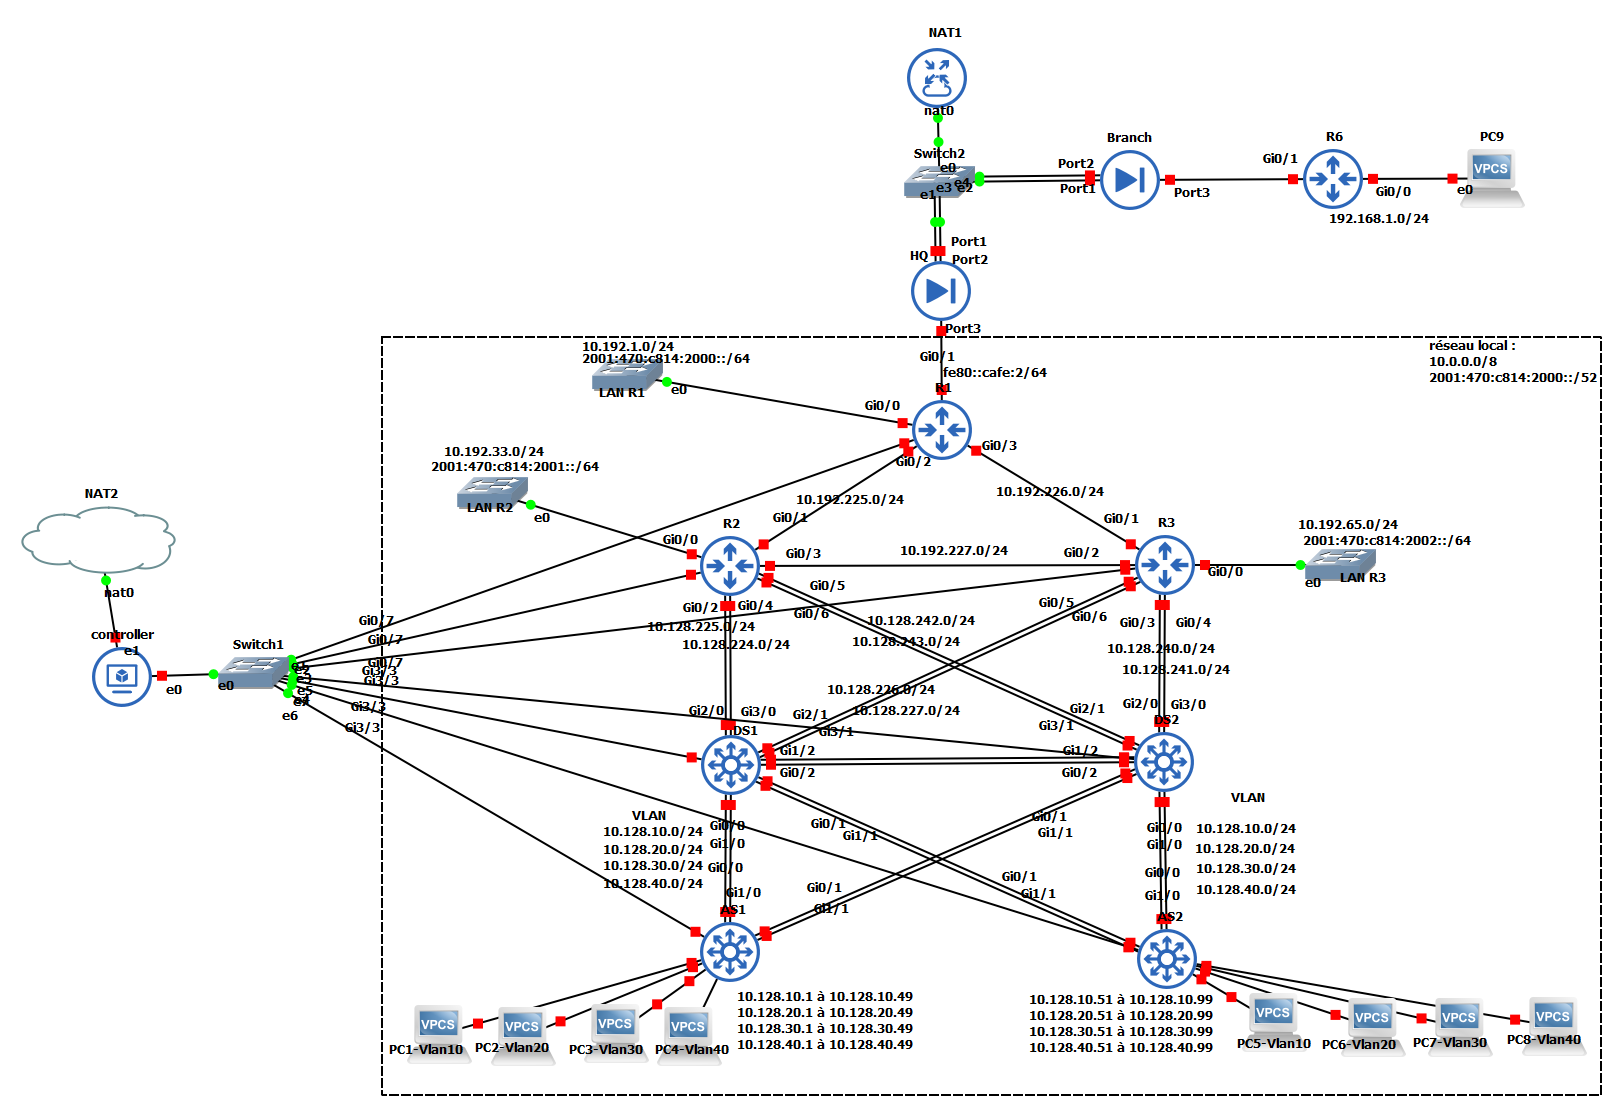 NAT1
nat0
Switch2
e0
e4
e3
e2
e1
Port2
Port1
Branch
Port3
Gi0/1
R6
Gi0/0
192.168.1.0/24
PC9
VPCS
e0
HQ
Port1
Port2
Port3
réseau local :
10.0.0.0/8
2001:470:c814:2000::/52
10.192.1.0/24
2001:470:c814:2000::/64
LAN R1
e0
Gi0/1
fe80::cafe:2/64
R1
Gi0/0
Gi0/2
Gi0/3
10.192.33.0/24
2001:470:c814:2001::/64
LAN R2
e0
10.192.225.0/24
10.192.226.0/24
NAT2
nat0
R2
Gi0/1
Gi0/0
Gi0/3
10.192.227.0/24
Gi0/2
Gi0/1
R3
10.192.65.0/24
2001:470:c814:2002::/64
Gi0/0
e0
LAN R3
Gi0/5
Gi0/6
Gi0/2
Gi0/4
10.128.225.0/24
10.128.224.0/24
10.128.242.0/24
10.128.243.0/24
Gi0/5
Gi0/6
Gi0/3
Gi0/4
10.128.240.0/24
10.128.241.0/24
controller
e1
e0
Switch1
e0
e2
e3
e5
e6
Gi0/7
Gi0/7
Gi0/7
Gi3/3
Gi3/3
Gi3/3
Gi3/3
10.128.226.0/24
10.128.227.0/24
Gi2/0
Gi3/0
Gi2/1
Gi3/1
DS1
Gi1/2
Gi0/2
Gi2/1
Gi3/1
Gi2/0
Gi3/0
DS2
Gi1/2
Gi0/2
VLAN
10.128.10.0/24
10.128.20.0/24
10.128.30.0/24
10.128.40.0/24
Gi0/0
Gi1/0
Gi0/0
Gi1/0
AS1
Gi0/1
Gi1/1
Gi0/1
Gi1/1
Gi0/1
Gi1/1
Gi0/1
Gi1/1
VLAN
10.128.10.0/24
10.128.20.0/24
10.128.30.0/24
10.128.40.0/24
Gi0/0
Gi1/0
Gi0/0
Gi1/0
AS2
VPCS
PC1-Vlan10
VPCS
PC2-Vlan20
VPCS
PC3-Vlan30
VPCS
PC4-Vlan40
10.128.10.1 à 10.128.10.49
10.128.20.1 à 10.128.20.49
10.128.30.1 à 10.128.30.49
10.128.40.1 à 10.128.40.49
10.128.10.51 à 10.128.10.99
10.128.20.51 à 10.128.20.99
10.128.30.51 à 10.128.30.99
10.128.40.51 à 10.128.40.99
VPCS
PC5-Vlan10
VPCS
PC6-Vlan20
VPCS
PC7-Vlan30
VPCS
PC8-Vlan40